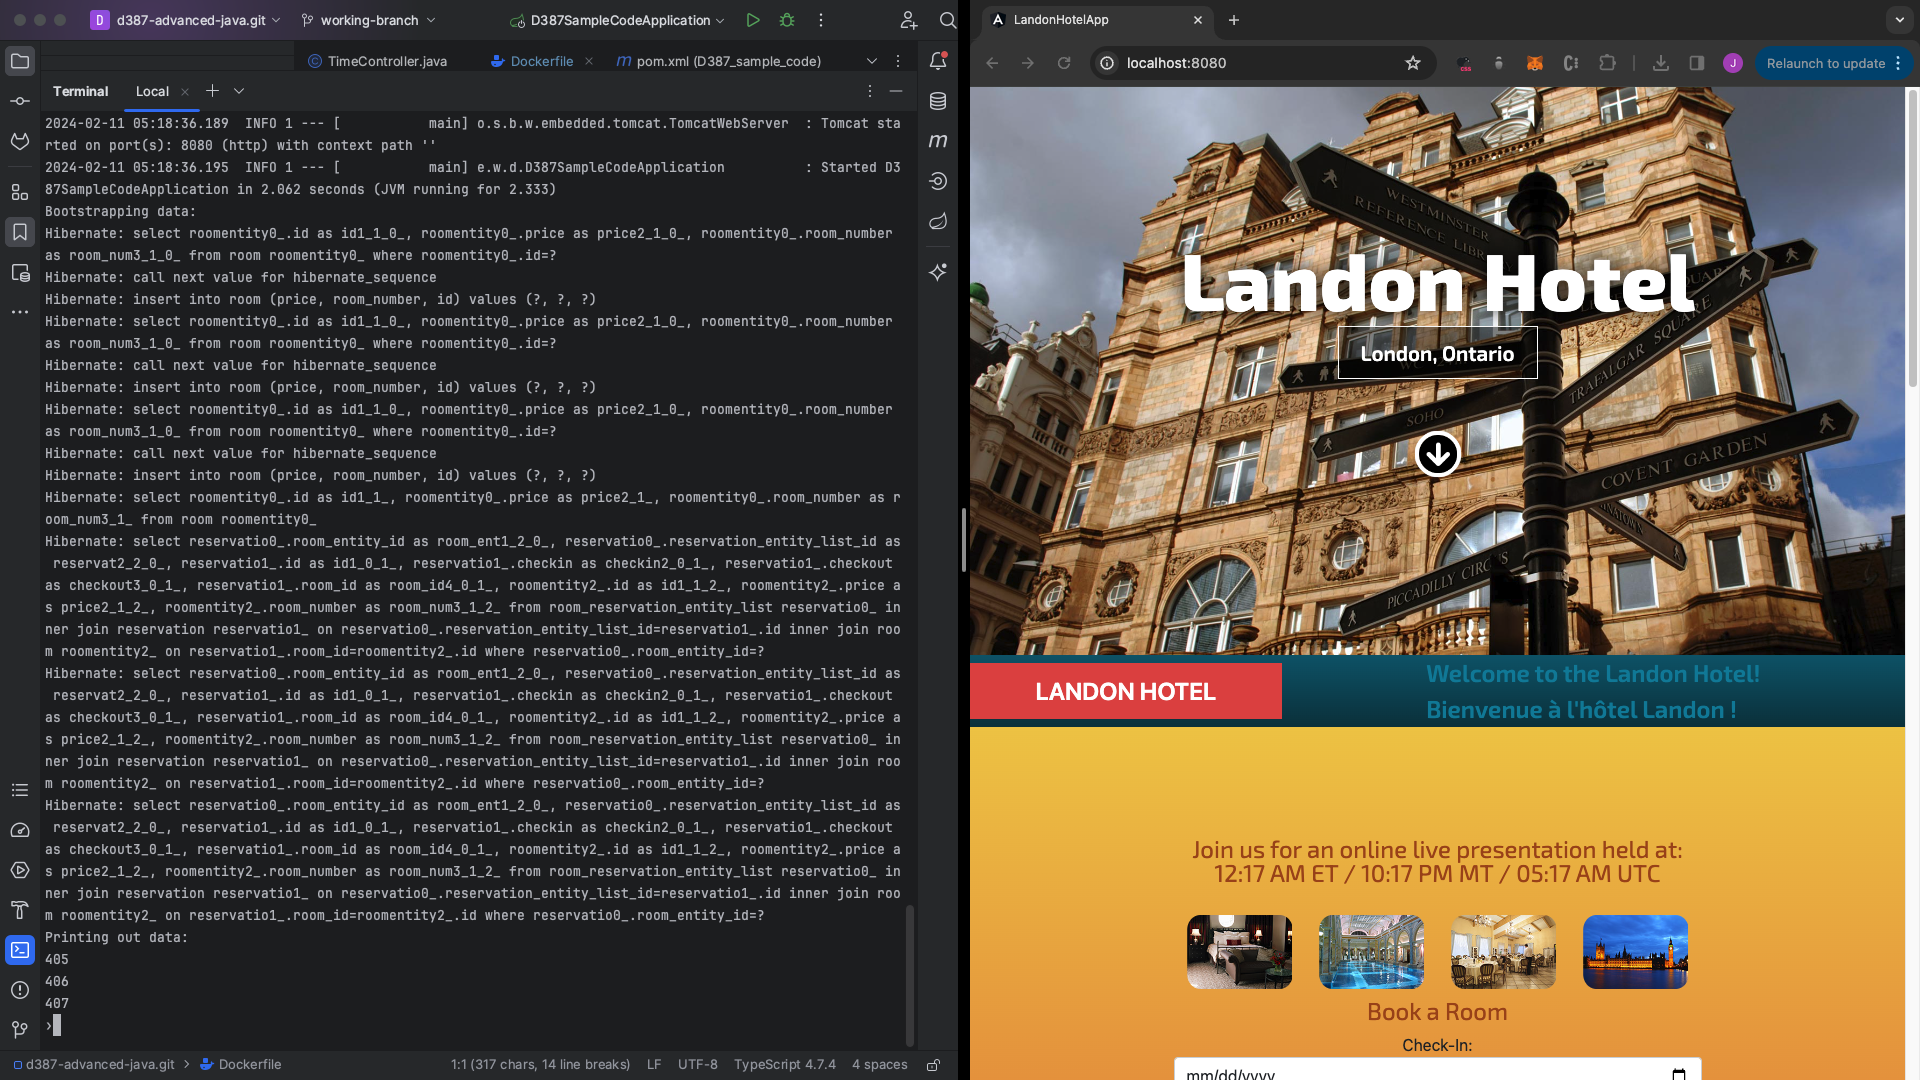 D d387-advanced-java.git working-branch D387SampleCodeApplication
TimeController.java Dockerfile pom.xml (D387_sample_code)
Terminal Local
2024-02-11 05:18:36.189  INFO 1 --- [           main] o.s.b.w.embedded.tomcat.TomcatWebServer  : Tomcat sta
rted on port(s): 8080 (http) with context path ''
2024-02-11 05:18:36.195  INFO 1 --- [           main] e.w.d.D387SampleCodeApplication          : Started D3
87SampleCodeApplication in 2.062 seconds (JVM running for 2.333)
Bootstrapping data:
Hibernate: select roomentity0_.id as id1_1_0_, roomentity0_.price as price2_1_0_, roomentity0_.room_number
as room_num3_1_0_ from room roomentity0_ where roomentity0_.id=?
Hibernate: call next value for hibernate_sequence
Hibernate: insert into room (price, room_number, id) values (?, ?, ?)
Hibernate: select roomentity0_.id as id1_1_0_, roomentity0_.price as price2_1_0_, roomentity0_.room_number
as room_num3_1_0_ from room roomentity0_ where roomentity0_.id=?
Hibernate: call next value for hibernate_sequence
Hibernate: insert into room (price, room_number, id) values (?, ?, ?)
Hibernate: select roomentity0_.id as id1_1_0_, roomentity0_.price as price2_1_0_, roomentity0_.room_number
as room_num3_1_0_ from room roomentity0_ where roomentity0_.id=?
Hibernate: call next value for hibernate_sequence
Hibernate: insert into room (price, room_number, id) values (?, ?, ?)
Hibernate: select roomentity0_.id as id1_1_, roomentity0_.price as price2_1_, roomentity0_.room_number as r
oom_num3_1_ from room roomentity0_
Hibernate: select reservatio0_.room_entity_id as room_ent1_2_0_, reservatio0_.reservation_entity_list_id as
 reservat2_2_0_, reservatio1_.id as id1_0_1_, reservatio1_.checkin as checkin2_0_1_, reservatio1_.checkout
as checkout3_0_1_, reservatio1_.room_id as room_id4_0_1_, roomentity2_.id as id1_1_2_, roomentity2_.price a
s price2_1_2_, roomentity2_.room_number as room_num3_1_2_ from room_reservation_entity_list reservatio0_ in
ner join reservation reservatio1_ on reservatio0_.reservation_entity_list_id=reservatio1_.id inner join roo
m roomentity2_ on reservatio1_.room_id=roomentity2_.id where reservatio0_.room_entity_id=?
Hibernate: select reservatio0_.room_entity_id as room_ent1_2_0_, reservatio0_.reservation_entity_list_id as
 reservat2_2_0_, reservatio1_.id as id1_0_1_, reservatio1_.checkin as checkin2_0_1_, reservatio1_.checkout
as checkout3_0_1_, reservatio1_.room_id as room_id4_0_1_, roomentity2_.id as id1_1_2_, roomentity2_.price a
s price2_1_2_, roomentity2_.room_number as room_num3_1_2_ from room_reservation_entity_list reservatio0_ in
ner join reservation reservatio1_ on reservatio0_.reservation_entity_list_id=reservatio1_.id inner join roo
m roomentity2_ on reservatio1_.room_id=roomentity2_.id where reservatio0_.room_entity_id=?
Hibernate: select reservatio0_.room_entity_id as room_ent1_2_0_, reservatio0_.reservation_entity_list_id as
 reservat2_2_0_, reservatio1_.id as id1_0_1_, reservatio1_.checkin as checkin2_0_1_, reservatio1_.checkout
as checkout3_0_1_, reservatio1_.room_id as room_id4_0_1_, roomentity2_.id as id1_1_2_, roomentity2_.price a
s price2_1_2_, roomentity2_.room_number as room_num3_1_2_ from room_reservation_entity_list reservatio0_ in
ner join reservation reservatio1_ on reservatio0_.reservation_entity_list_id=reservatio1_.id inner join roo
m roomentity2_ on reservatio1_.room_id=roomentity2_.id where reservatio0_.room_entity_id=?
Printing out data:
405
406
407
›
d387-advanced-java.git › Dockerfile 1:1 (317 chars, 14 line breaks) LF UTF-8 TypeScript 4.7.4 4 spaces
LandonHotelApp
localhost:8080 J Relaunch to update
WESTMINSTER
REFERENCE
Landon Hotel
London, Ontario
TRAFALGAR SQUARE
SOHO
COVENT GARDEN
PICCADILLY CIRCUS
LANDON HOTEL
Welcome to the Landon Hotel!
Bienvenue à l'hôtel Landon !
Join us for an online live presentation held at:
12:17 AM ET / 10:17 PM MT / 05:17 AM UTC
Book a Room
Check-In:
mm/dd/yyyy